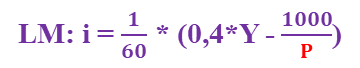 LM: i = 1/60 * (0,4*Y - 1000/P)